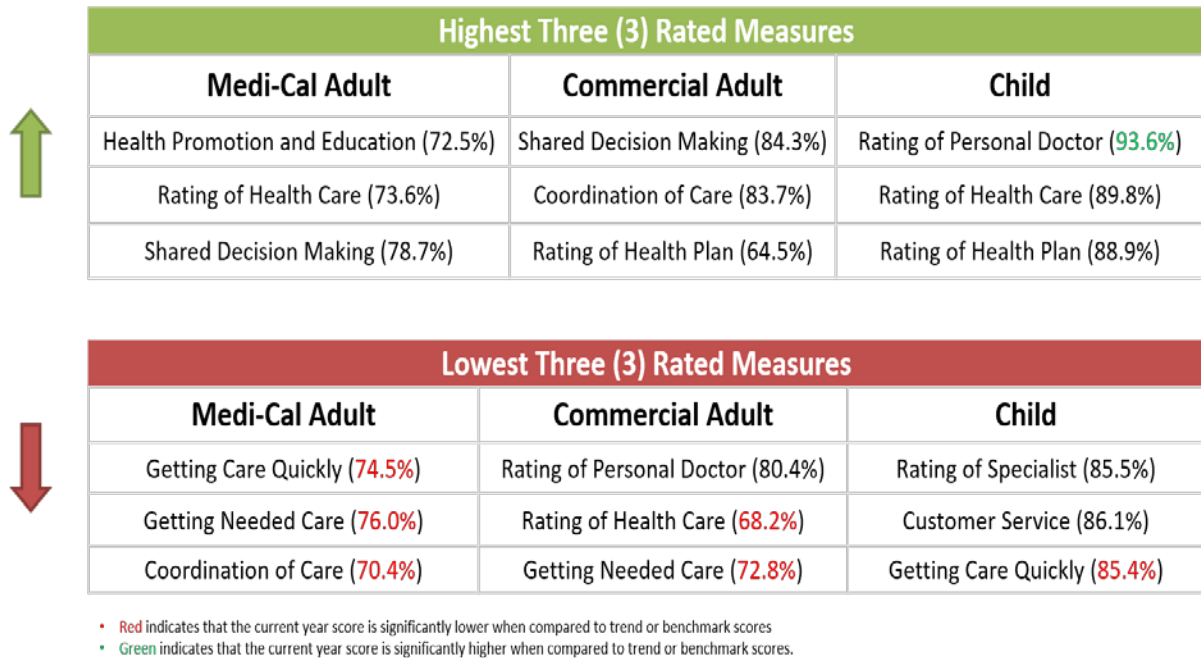 Highest Three (3) Rated Measures
Medi-Cal Adult Commercial Adult Child
Health Promotion and Education (72.5%) Shared Decision Making (84.3%) Rating of Personal Doctor (93.6%)
Rating of Health Care (73.6%) Coordination of Care (83.7%) Rating of Health Care (89.8%)
Shared Decision Making (78.7%) Rating of Health Plan (64.5%) Rating of Health Plan (88.9%)
Lowest Three (3) Rated Measures
Medi-Cal Adult Commercial Adult Child
Getting Care Quickly (74.5%) Rating of Personal Doctor (80.4%) Rating of Specialist (85.5%)
Getting Needed Care (76.0%) Rating of Health Care (68.2%) Customer Service (86.1%)
Coordination of Care (70.4%) Getting Needed Care (72.8%) Getting Care Quickly (85.4%)
• Red indicates that the current year score is significantly lower when compared to trend or benchmark scores
• Green indicates that the current year score is significantly higher when compared to trend or benchmark scores.